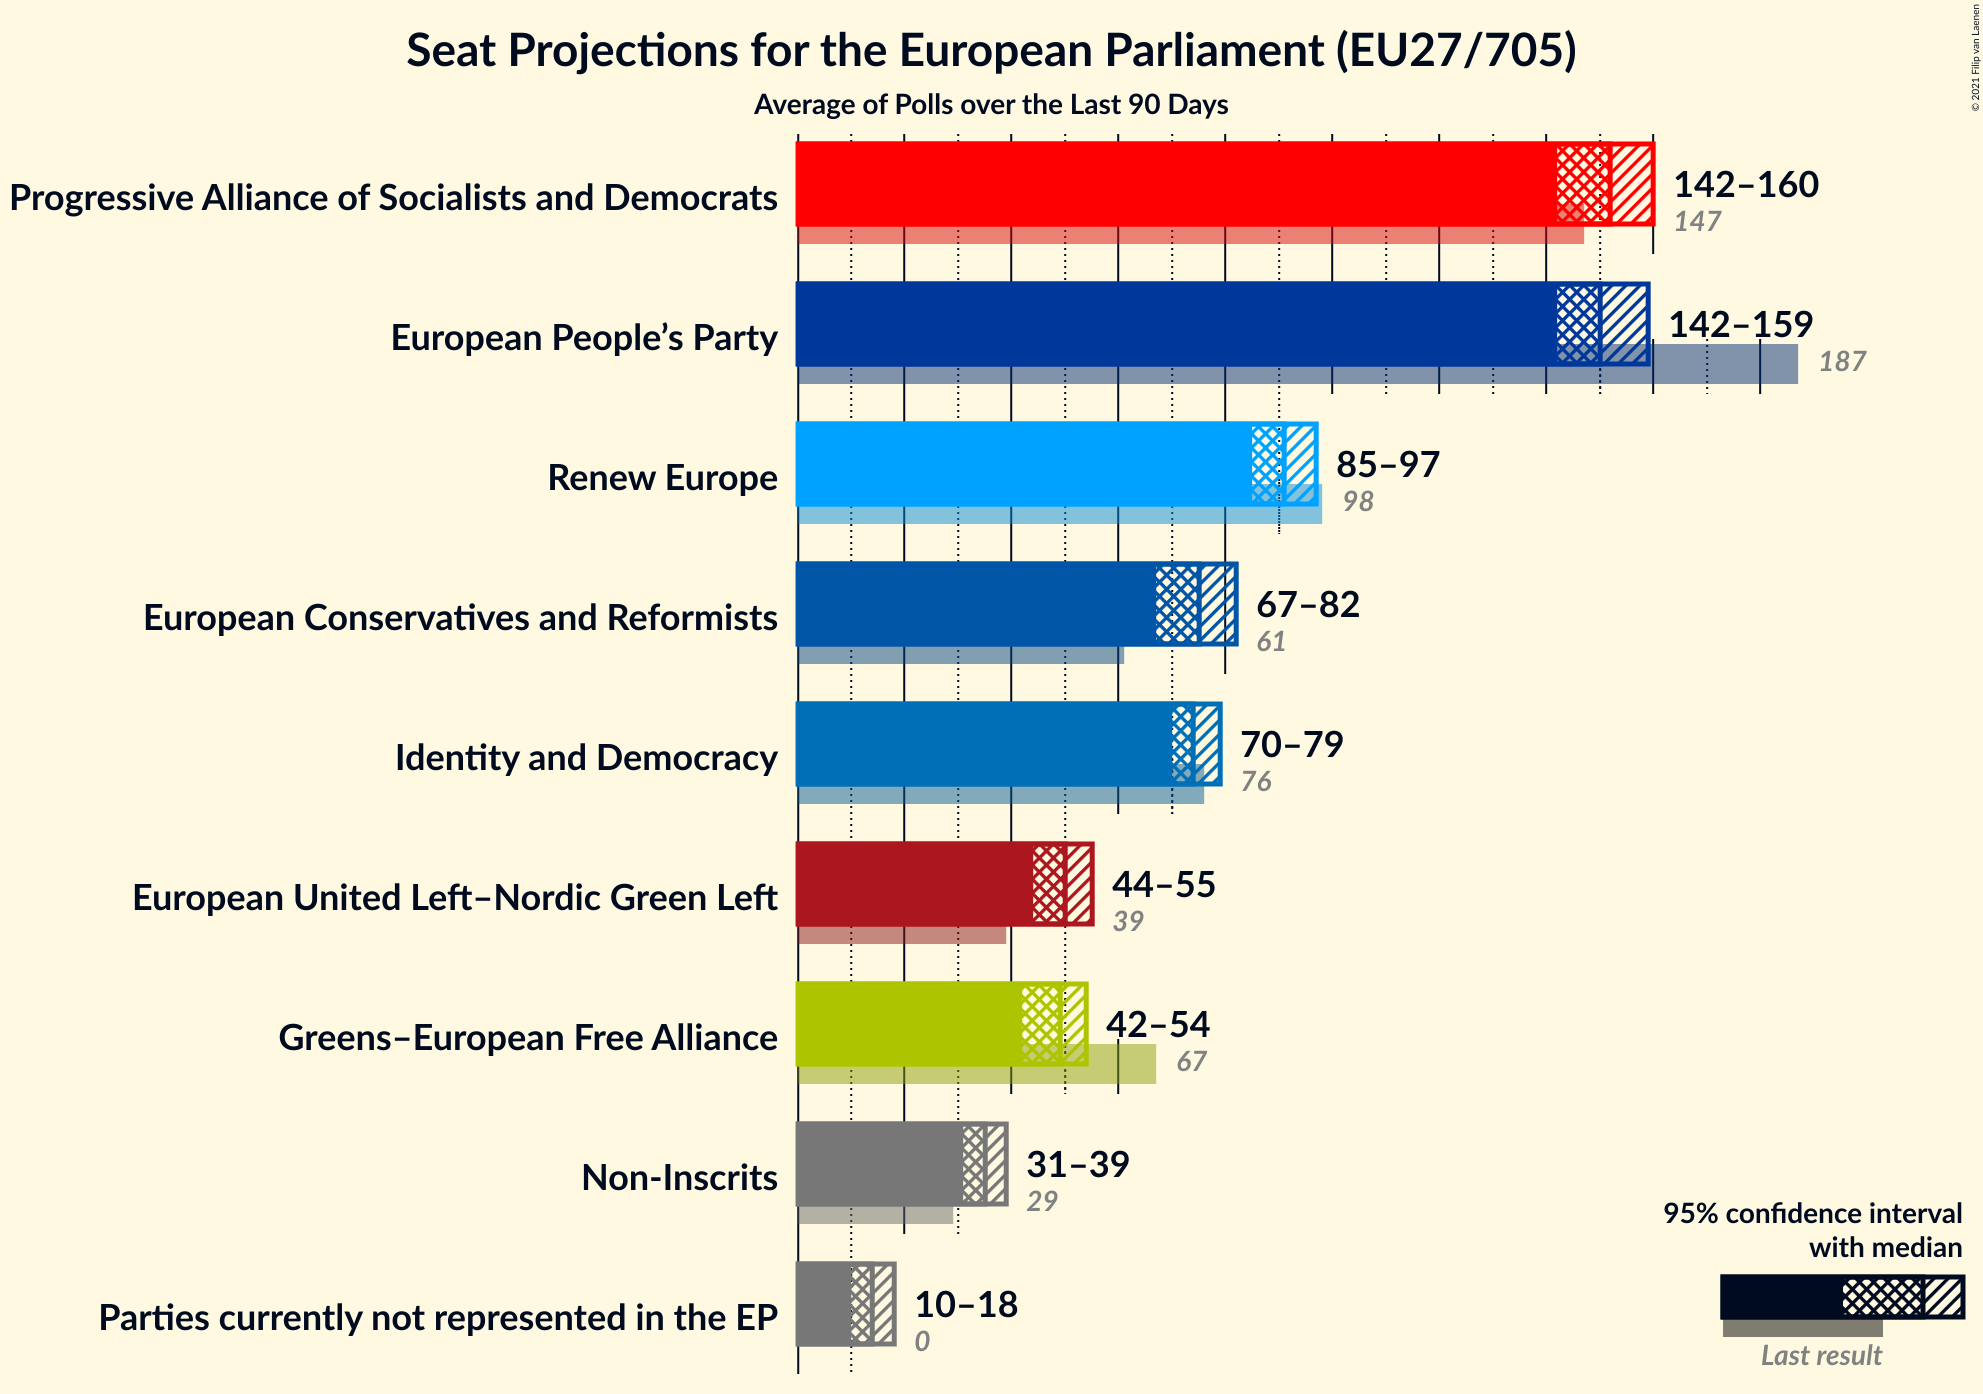 Seat Projections for the European Parliament (EU27/705)
Average of Polls over the Last 90 Days
© 2021 Filip van Laenen
Progressive Alliance of Socialists and Democrats
142–160
147
European People’s Party
142–159
187
Renew Europe
85–97
98
European Conservatives and Reformists
67–82
61
Identity and Democracy
70–79
76
European United Left–Nordic Green Left
44–55
39
Greens–European Free Alliance
42–54
67
Non-Inscrits
31–39
29
Parties currently not represented in the EP
10–18
0
95% confidence interval
with median
Last result